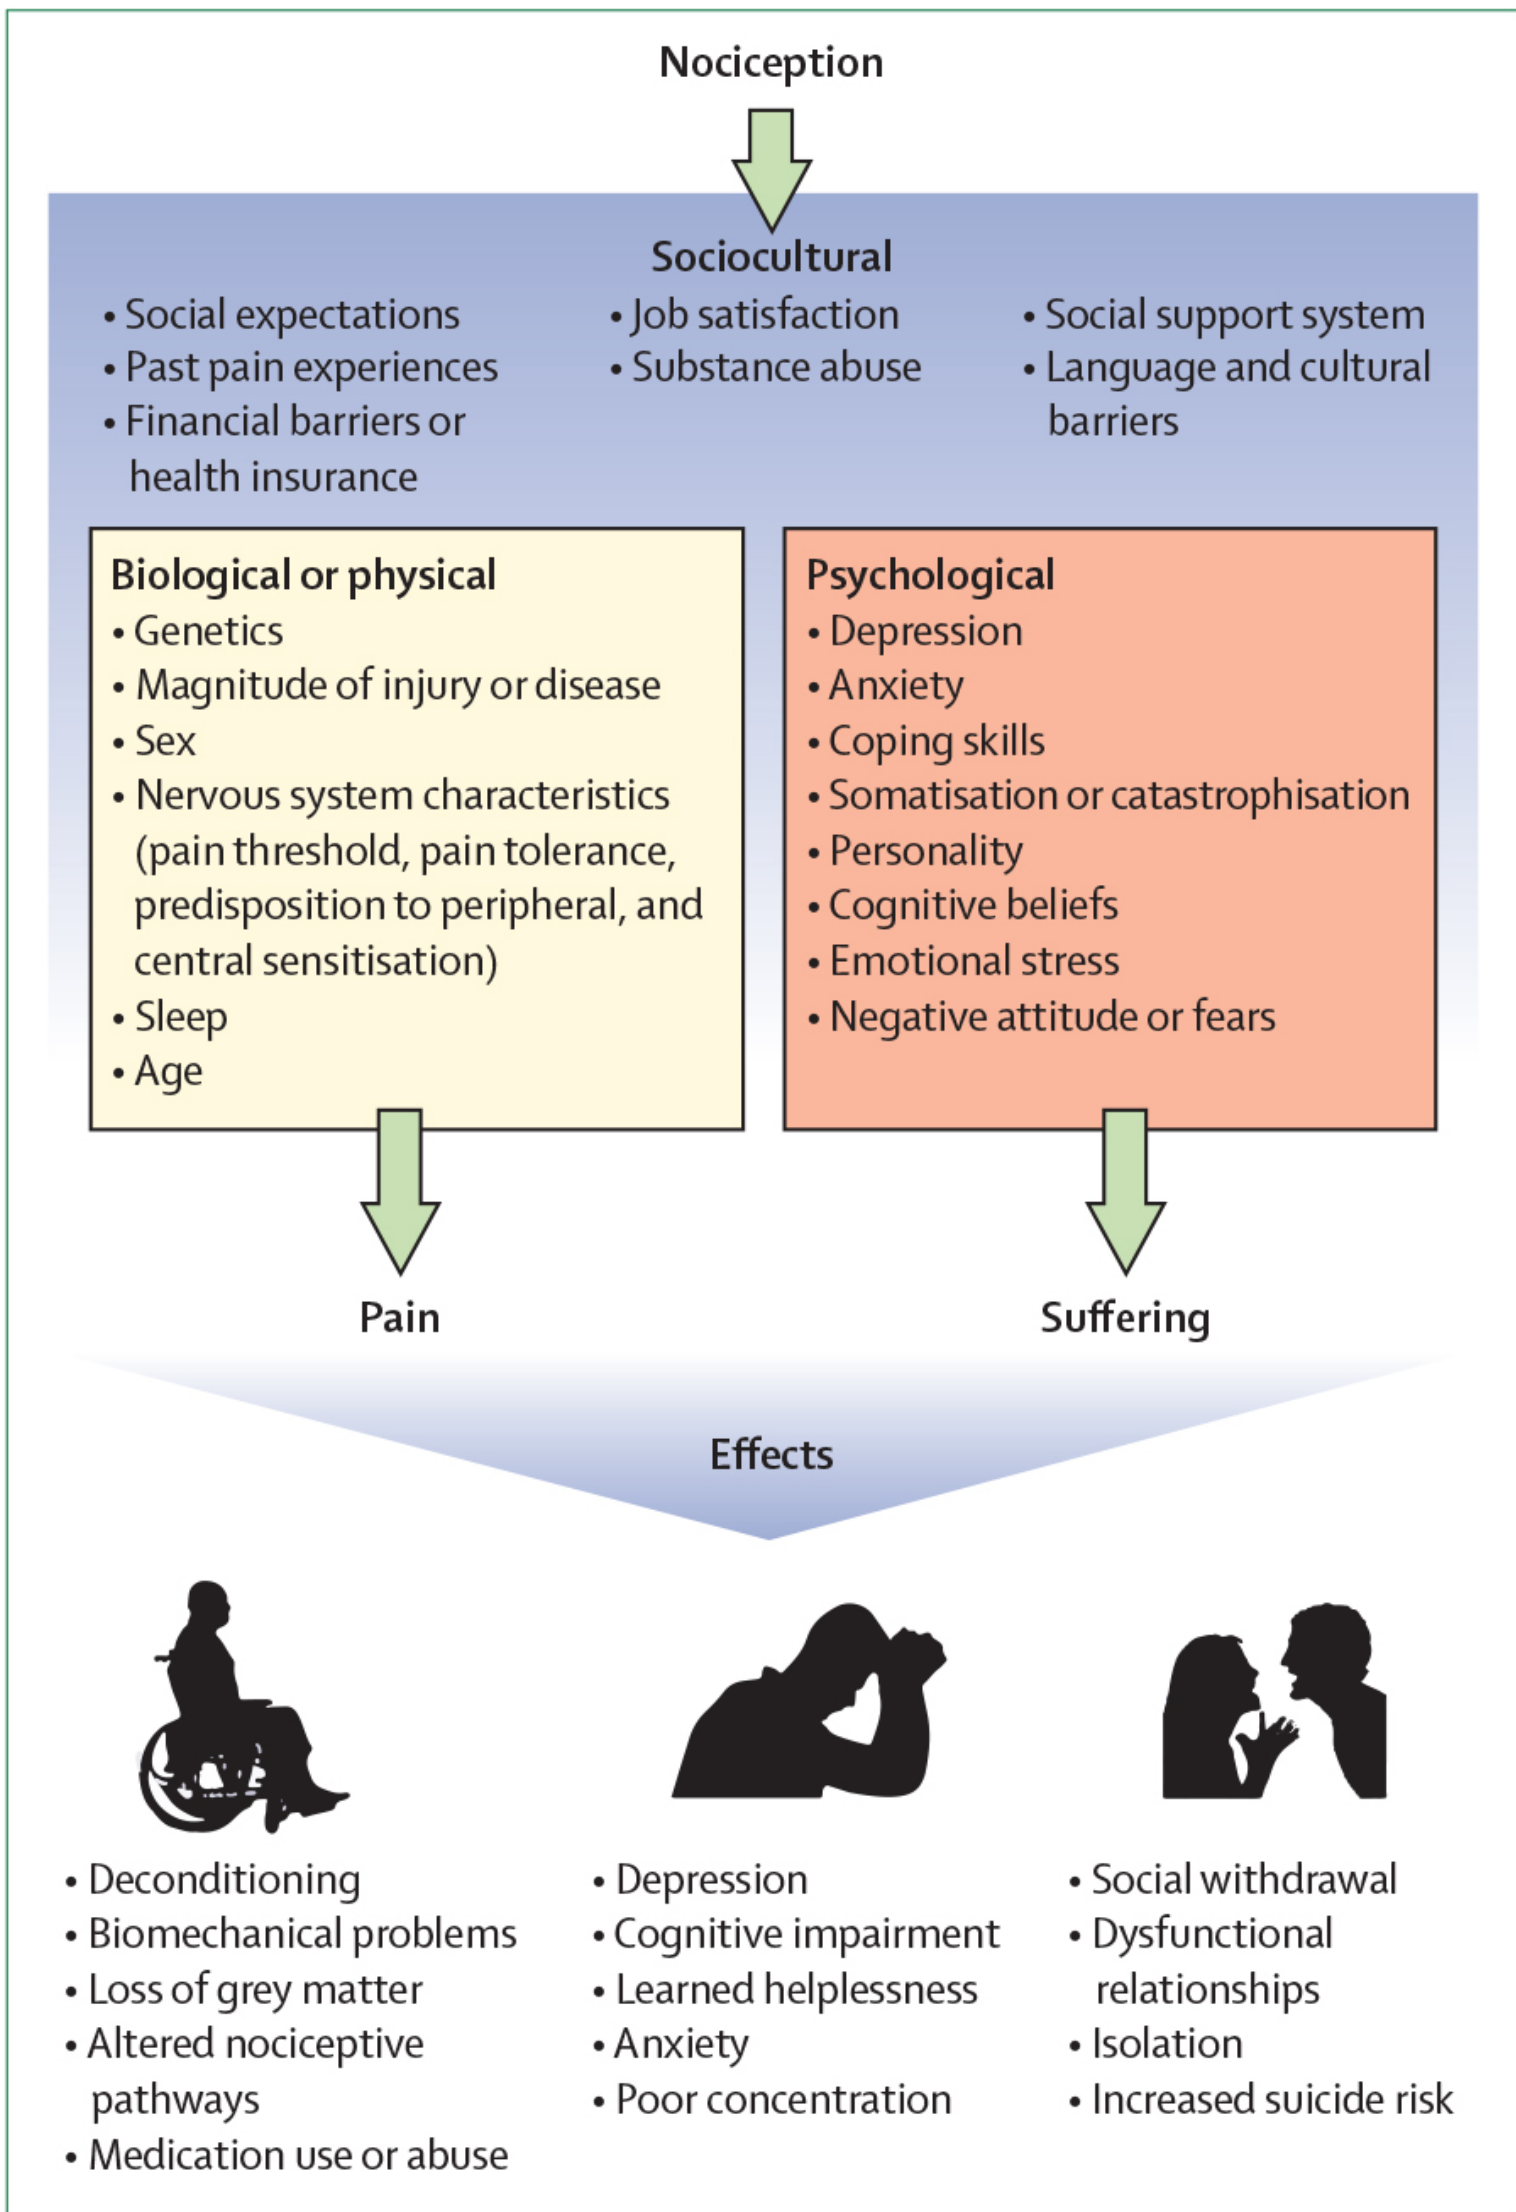 Nociception
Sociocultural
• Social expectations
• Past pain experiences
• Financial barriers or
health insurance
• Job satisfaction
• Substance abuse
• Social support system
• Language and cultural
barriers
Biological or physical
• Genetics
• Magnitude of injury or disease
• Sex
• Nervous system characteristics
(pain threshold, pain tolerance,
predisposition to peripheral, and
central sensitisation)
• Sleep
• Age
Psychological
• Depression
• Anxiety
• Coping skills
• Somatisation or catastrophisation
• Personality
• Cognitive beliefs
• Emotional stress
• Negative attitude or fears
Pain
Suffering
Effects
• Deconditioning
• Biomechanical problems
• Loss of grey matter
• Altered nociceptive
pathways
• Medication use or abuse
• Depression
• Cognitive impairment
• Learned helplessness
• Anxiety
• Poor concentration
• Social withdrawal
• Dysfunctional
relationships
• Isolation
• Increased suicide risk